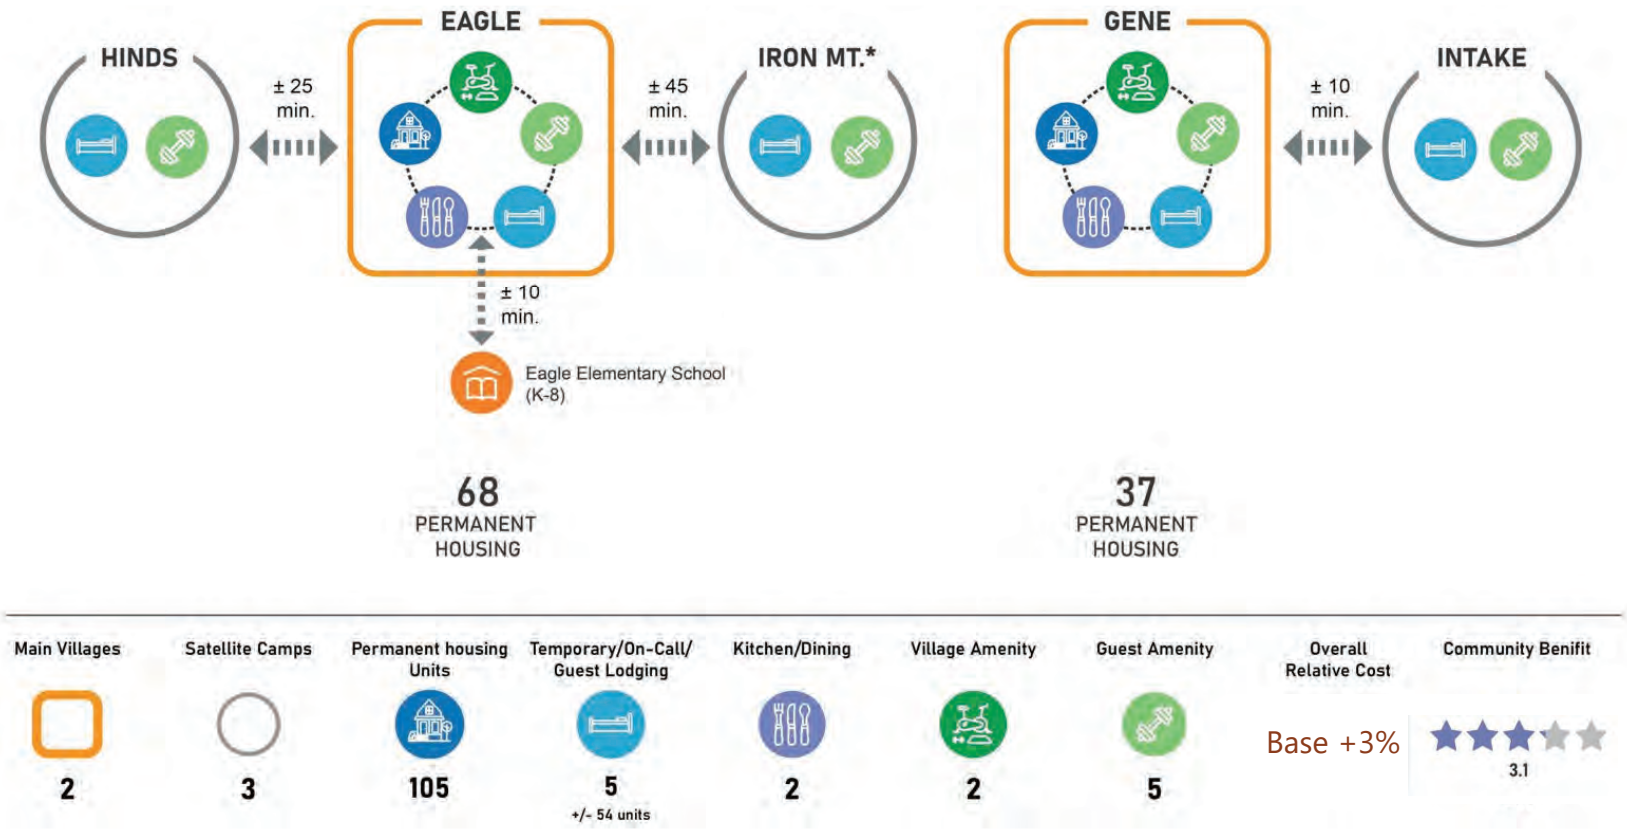 EAGLE
GENE
HINDS
IRON MT.*
INTAKE
± 25
min.
± 45
min.
± 10
min.
± 10
min.
Eagle Elementary School
(K-8)
68
PERMANENT
HOUSING
37
PERMANENT
HOUSING
Main Villages
Satellite Camps
Permanent housing
Units
Temporary/On-Call/
Guest Lodging
Kitchen/Dining
Village Amenity
Guest Amenity
Overall
Relative Cost
Community Benifit
2
3
105
5
+/- 54 units
2
2
5
Base +3%
3.1